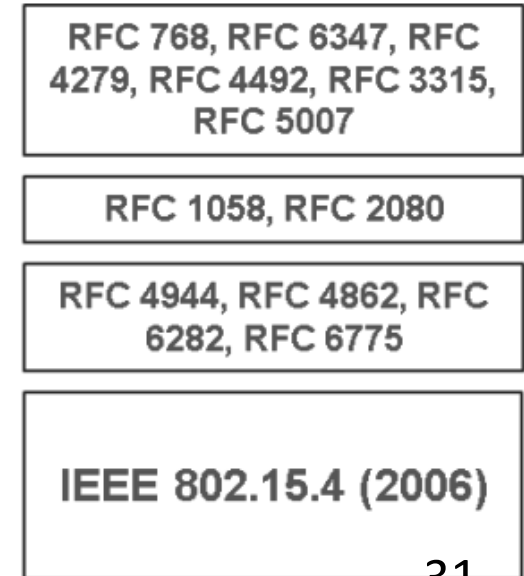 RFC 768, RFC 6347, RFC
4279, RFC 4492, RFC 3315,
RFC 5007
RFC 1058, RFC 2080
RFC 4944, RFC 4862, RFC
6282, RFC 6775
IEEE 802.15.4 (2006)
31